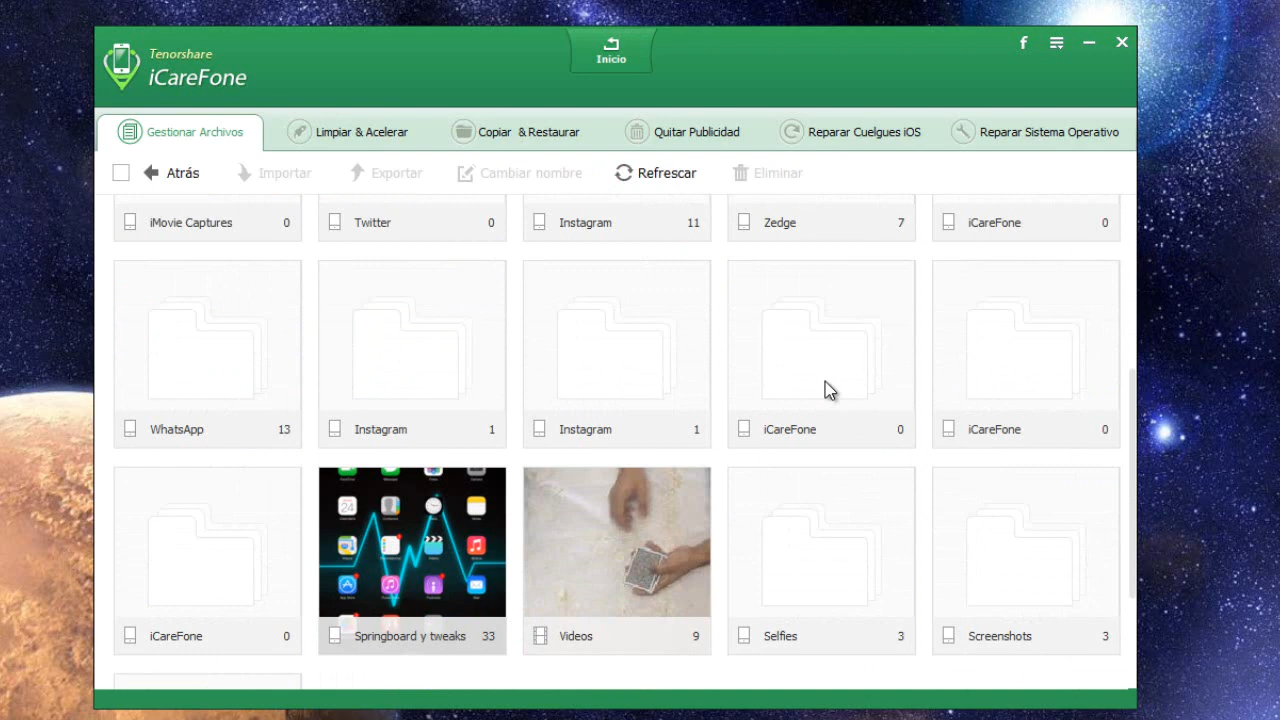 Tenorshare
iCareFone
Inicio
f
Gestionar Archivos
Limpiar & Acelerar
Copiar & Restaurar
Quitar Publicidad
Reparar Cuelgues iOS
Reparar Sistema Operativo
Atrás
Importar
Exportar
Cambiar nombre
Refrescar
Eliminar
iMovie Captures 0
Twitter 0
Instagram 11
Zedge 7
iCareFone 0
WhatsApp 13
Instagram 1
Instagram 1
iCareFone 0
iCareFone 0
24
iCareFone 0
Springboard y tweaks 33
Videos 9
Selfies 3
Screenshots 3